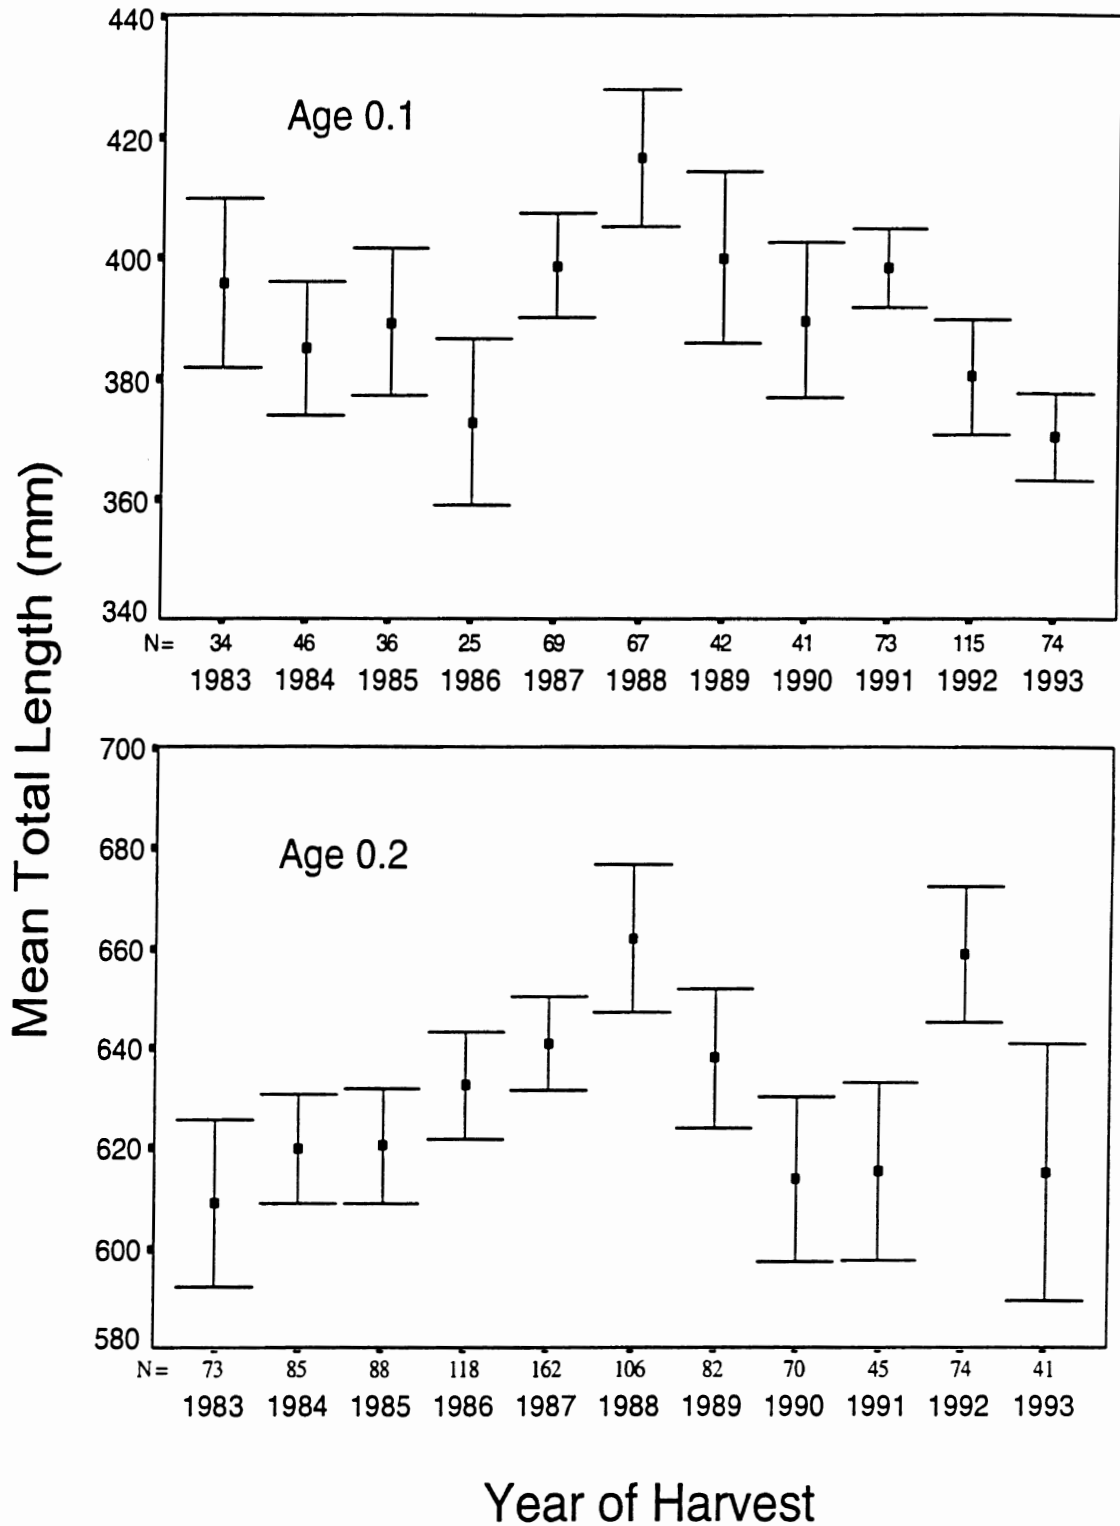 440
Age 0.1
420
400
380
360
340
N= 34 46 36 25 69 67 42 41 73 115 74
1983 1984 1985 1986 1987 1988 1989 1990 1991 1992 1993
Mean Total Length (mm)
700
Age 0.2
680
660
640
620
600
580
N= 73 85 88 118 162 106 82 70 45 74 41
1983 1984 1985 1986 1987 1988 1989 1990 1991 1992 1993
Year of Harvest